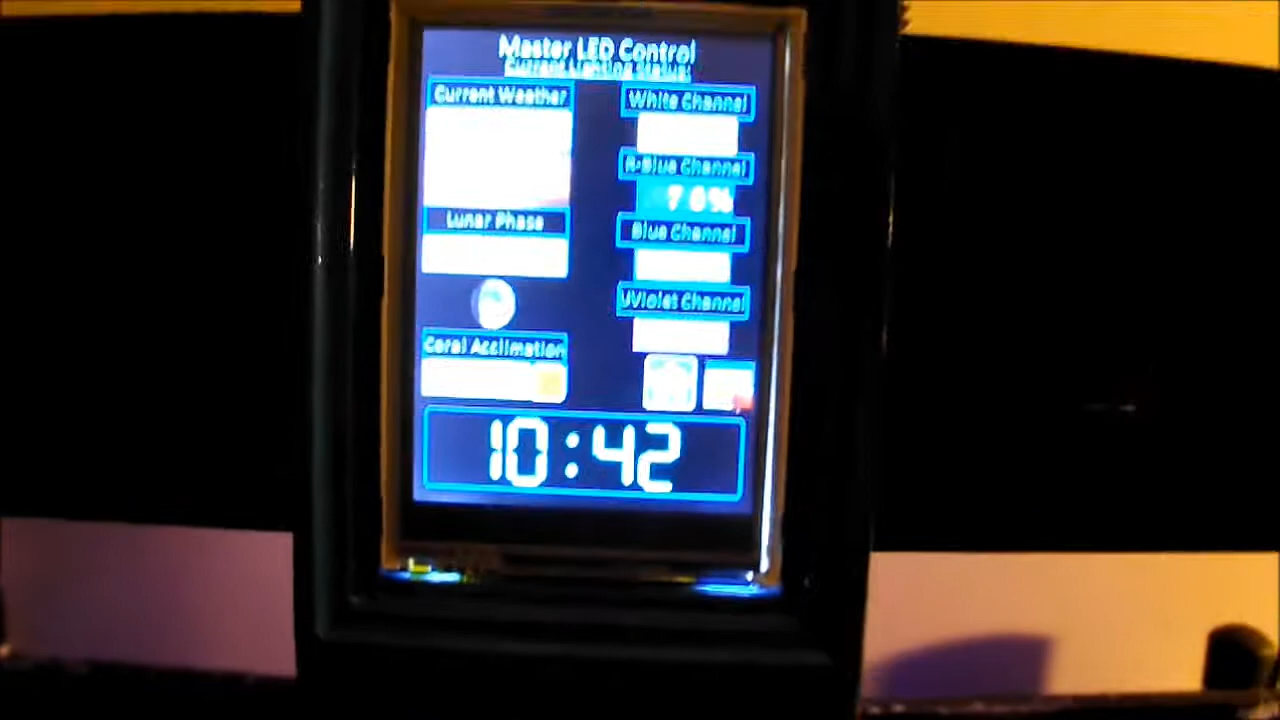 Master LED Control
Current Lighting Status:
Current Weather
White Channel
R-Blue Channel
Lunar Phase
Blue Channel
UViolet Channel
Coral Acclimation
10:42